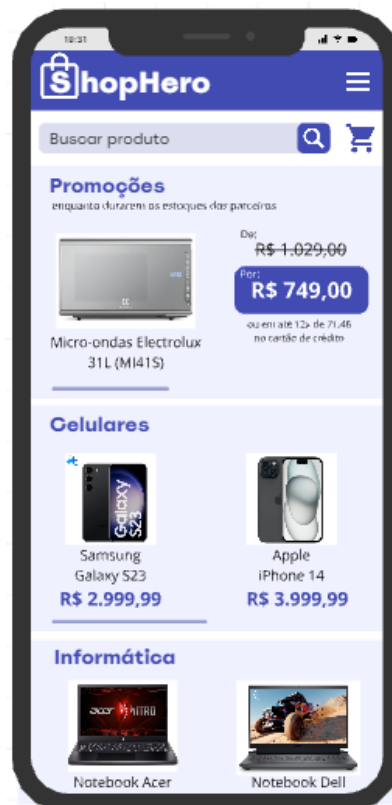 10:31
ShopHero
Buscar produto
Promoções
enquanto durarem os estoques dos parceiros
De:
R$ 1.029,00
Por:
R$ 749,00
ou em até 12x de 71,46
no cartão de crédito
Micro-ondas Electrolux
31L (MI41S)
Celulares
Galaxy
S23
Samsung
Galaxy S23
R$ 2.999,99
Apple
iPhone 14
R$ 3.999,99
Informática
acer NITRO
Notebook Acer
Notebook Dell